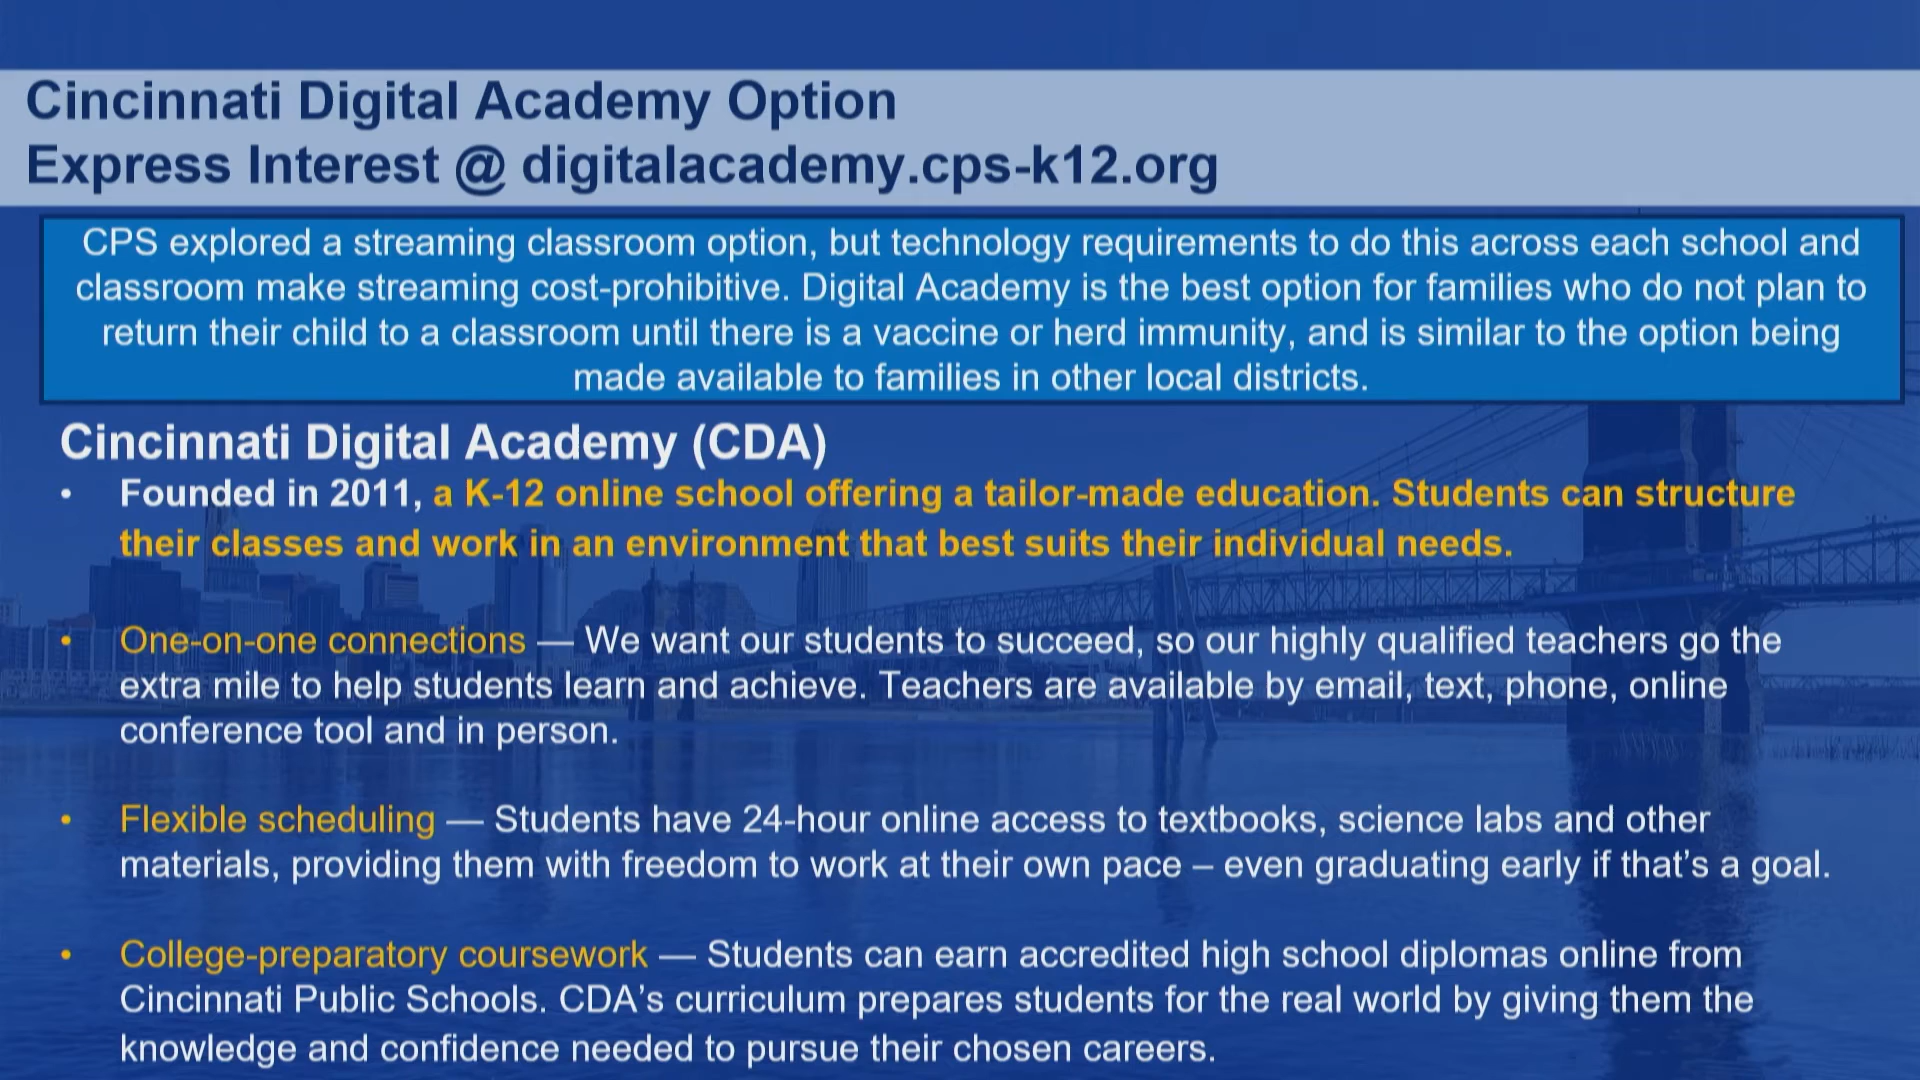 Cincinnati Digital Academy Option
Express Interest @ digitalacademy.cps-k12.org
CPS explored a streaming classroom option, but technology requirements to do this across each school and
classroom make streaming cost-prohibitive. Digital Academy is the best option for families who do not plan to
return their child to a classroom until there is a vaccine or herd immunity, and is similar to the option being
made available to families in other local districts.
Cincinnati Digital Academy (CDA)
• Founded in 2011, a K-12 online school offering a tailor-made education. Students can structure
their classes and work in an environment that best suits their individual needs.
• One-on-one connections — We want our students to succeed, so our highly qualified teachers go the
extra mile to help students learn and achieve. Teachers are available by email, text, phone, online
conference tool and in person.
• Flexible scheduling — Students have 24-hour online access to textbooks, science labs and other
materials, providing them with freedom to work at their own pace – even graduating early if that’s a goal.
• College-preparatory coursework — Students can earn accredited high school diplomas online from
Cincinnati Public Schools. CDA’s curriculum prepares students for the real world by giving them the
knowledge and confidence needed to pursue their chosen careers.